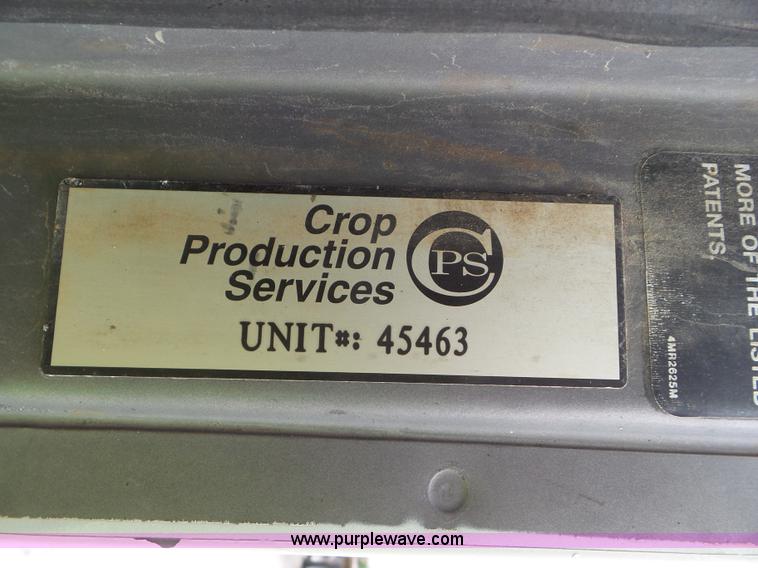 Crop
Production
Services
CPS
UNIT#: 45463
MORE OF THE LISTED
PATENTS.
4MR2625M
www.purplewave.com